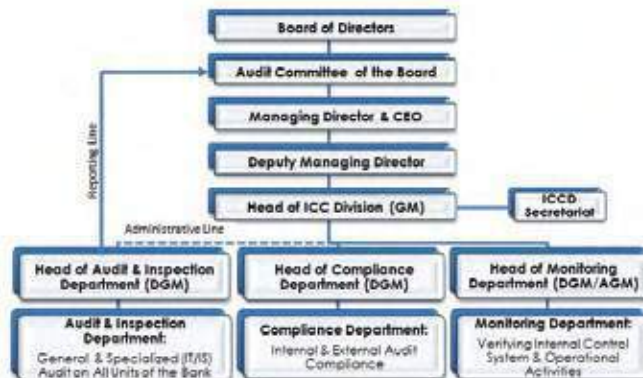 Board of Directors
Audit Committee of the Board
Managing Director & CEO
Deputy Managing Director
Head of ICC Division (GM)
ICCD
Secretariat
Reporting Line
Administrative Line
Head of Audit & Inspection
Department (DGM)
Head of Compliance
Department (DGM)
Head of Monitoring
Department (DGM/AGM)
Audit & Inspection
Department:
General & Specialized (IT/IS)
Audit on All Units of the Bank
Compliance Department:
Internal & External Audit
Compliance
Monitoring Department:
Verifying Internal Control
System & Operational
Activities